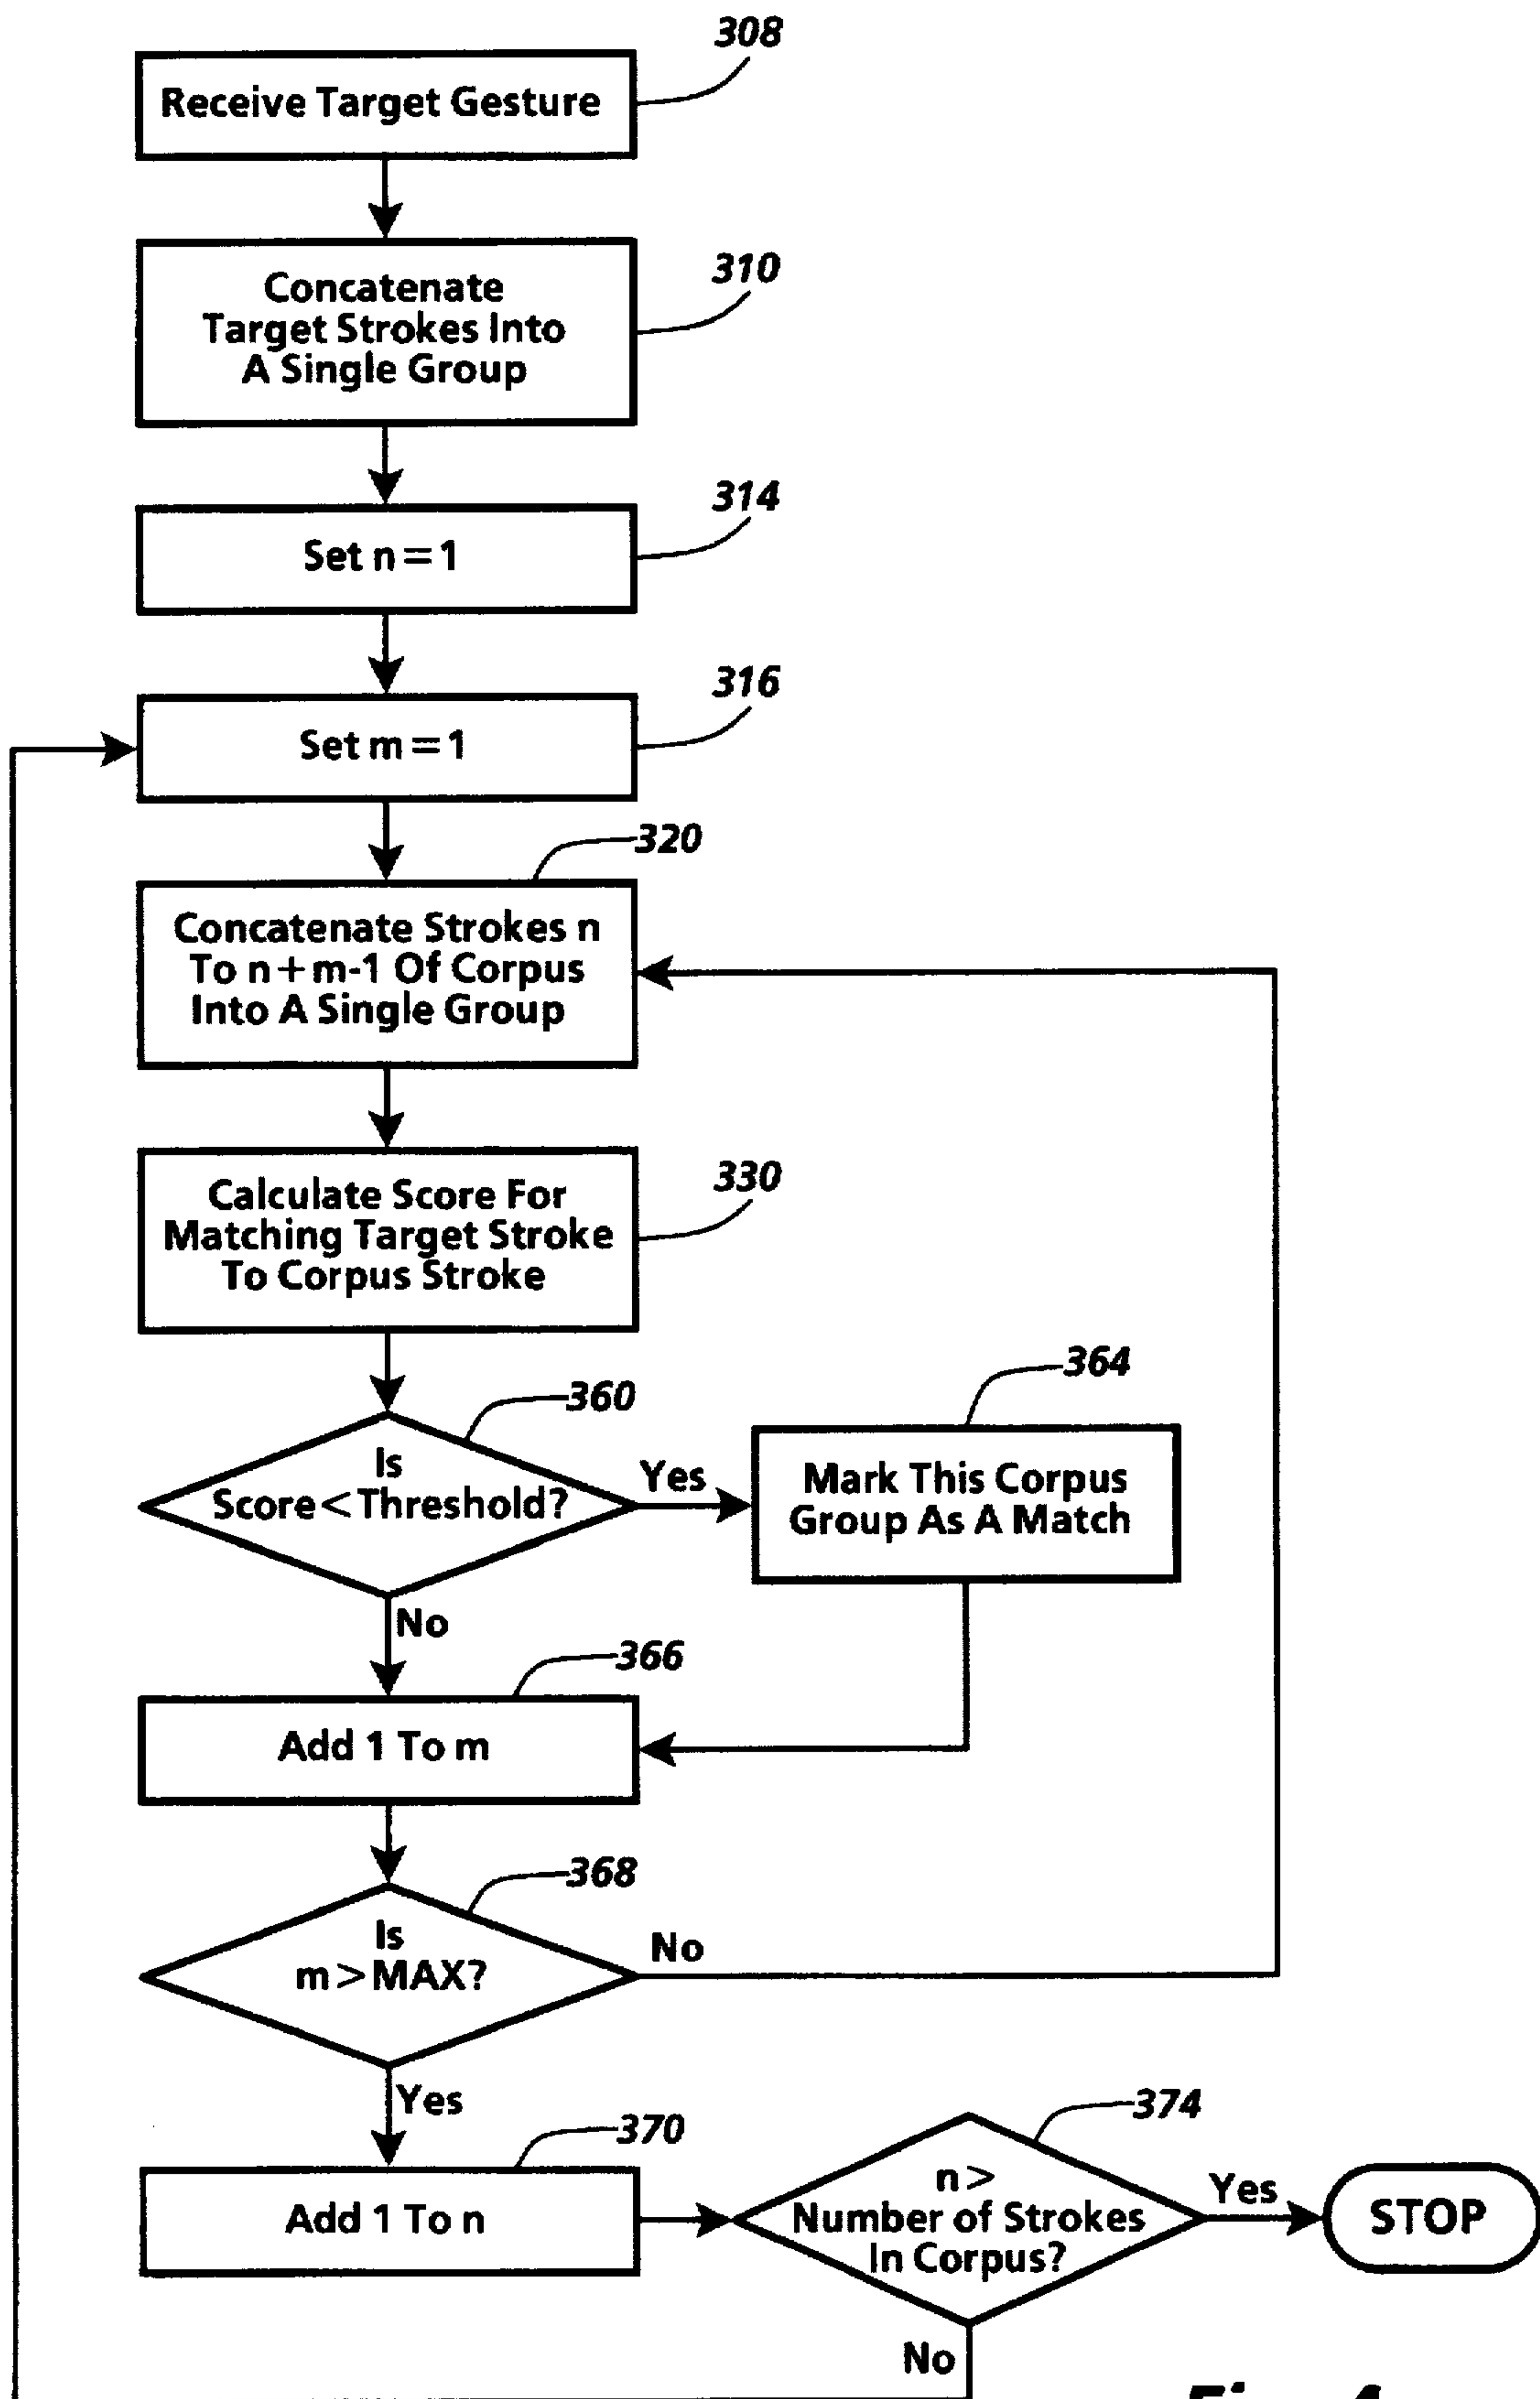 308
Receive Target Gesture
310
Concatenate
Target Strokes Into
A Single Group
314
Set n=1
316
Set m=1
320
Concatenate Strokes n
To n+m-1 Of Corpus
Into A Single Group
330
Calculate Score For
Matching Target Stroke
To Corpus Stroke
360
Is
Score<Threshold?
Yes
364
Mark This Corpus
Group As A Match
No
366
Add 1 To m
368
Is
m>MAX?
No
Yes
370
Add 1 To n
374
n>
Number of Strokes
In Corpus?
Yes
STOP
No